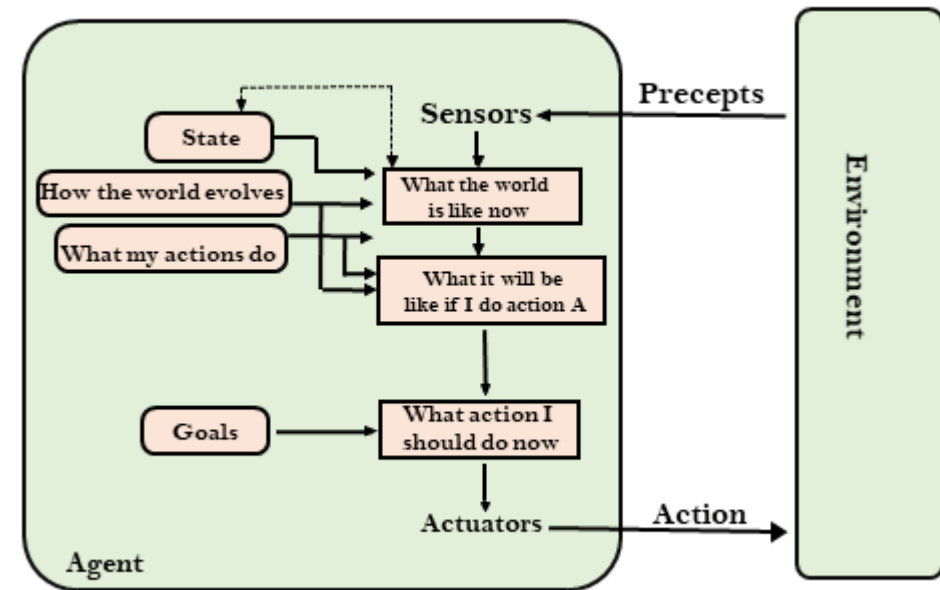 Precepts
Sensors
State
How the world evolves
What my actions do
What the world
is like now
What it will be
like if I do action A
Goals
What action I
should do now
Actuators
Action
Agent
Environment